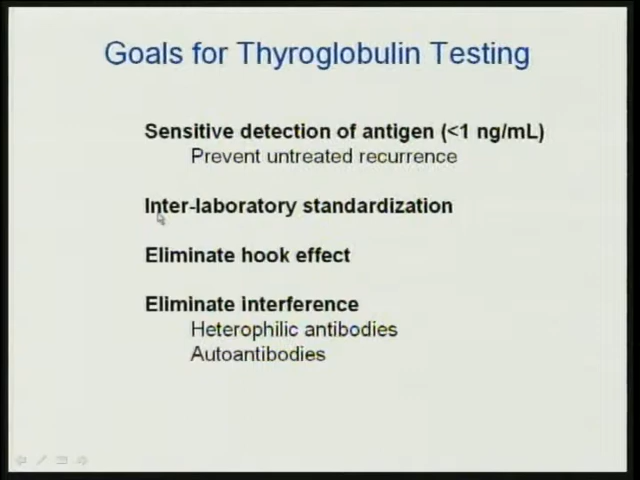 Goals for Thyroglobulin Testing
Sensitive detection of antigen (<1 ng/mL)
Prevent untreated recurrence
Inter-laboratory standardization
Eliminate hook effect
Eliminate interference
Heterophilic antibodies
Autoantibodies